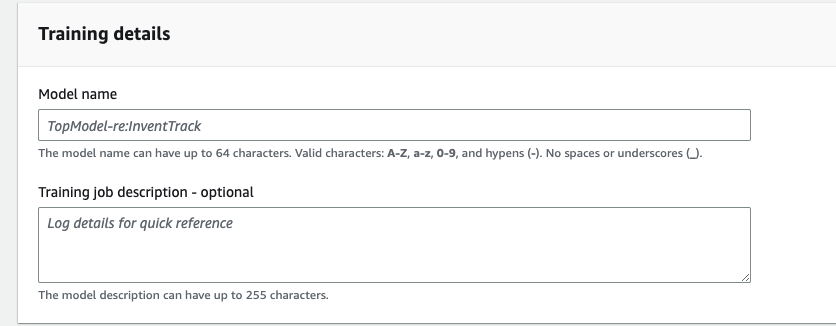 Training details
Model name
TopModel-re:InventTrack
The model name can have up to 64 characters. Valid characters: A-Z, a-z, 0-9, and hypens (-). No spaces or underscores (_).
Training job description - optional
Log details for quick reference
The model description can have up to 255 characters.